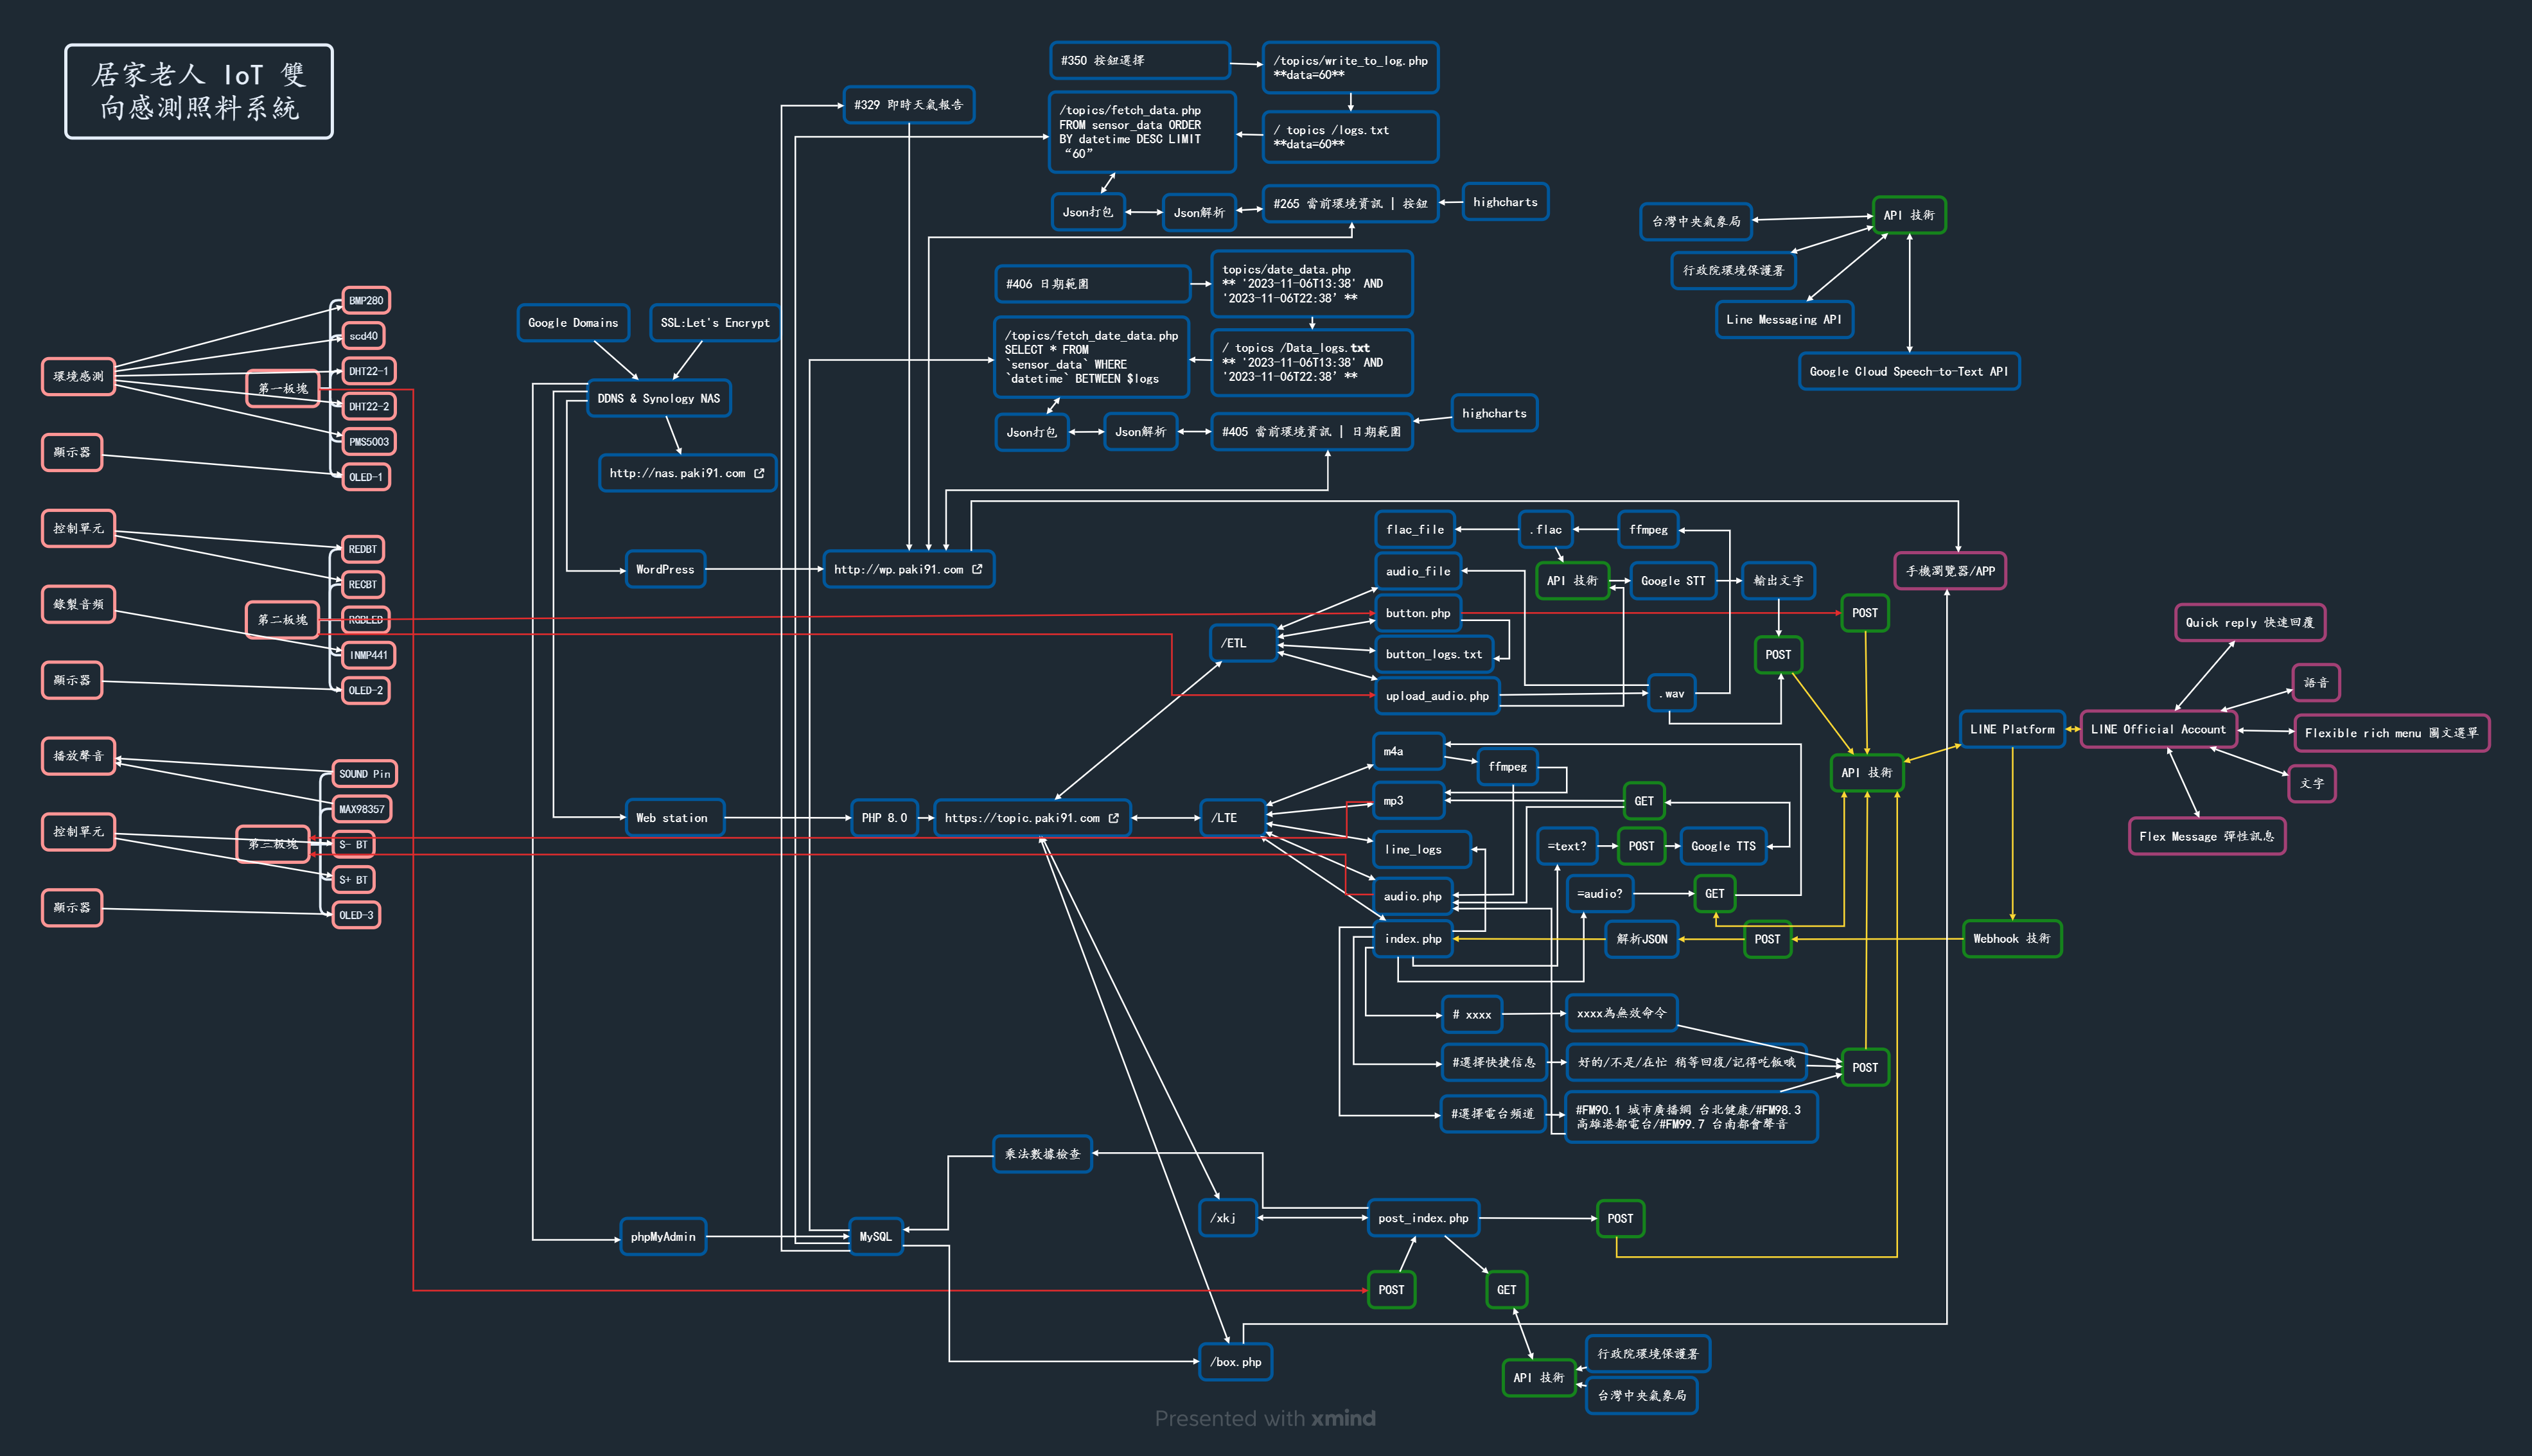 居家老人 IoT 雙
向感測照料系統
#350 按鈕選擇
/topics/write_to_log.php
**data=60**
#329 即時天氣報告
/topics/fetch_data.php
FROM sensor_data ORDER
BY datetime DESC LIMIT
“60”
/ topics /logs.txt
**data=60**
Json打包
Json解析
#265 當前環境資訊 | 按鈕
highcharts
台灣中央氣象局
API 技術
行政院環境保護署
Line Messaging API
Google Cloud Speech-to-Text API
#406 日期範圍
topics/date_data.php
** '2023-11-06T13:38' AND
'2023-11-06T22:38’ **
/topics/fetch_date_data.php
SELECT * FROM
`sensor_data` WHERE
`datetime` BETWEEN $logs
/ topics /Data_logs.txt
** '2023-11-06T13:38' AND
'2023-11-06T22:38’ **
Json打包
Json解析
#405 當前環境資訊 | 日期範圍
highcharts
環境感測
第一板塊
BMP280
scd40
DHT22-1
DHT22-2
PMS5003
OLED-1
顯示器
Google Domains
SSL:Let's Encrypt
DDNS & Synology NAS
http://nas.paki91.com
控制單元
錄製音頻
顯示器
第二板塊
REDBT
RECBT
RGBLED
INMP441
OLED-2
WordPress
http://wp.paki91.com
flac_file
.flac
ffmpeg
audio_file
API 技術
Google STT
輸出文字
手機瀏覽器/APP
/ETL
button.php
POST
button_logs.txt
POST
upload_audio.php
.wav
Quick reply 快速回覆
語音
LINE Platform
LINE Official Account
Flexible rich menu 圖文選單
文字
Flex Message 彈性訊息
播放聲音
控制單元
顯示器
第三板塊
SOUND Pin
MAX98357
S- BT
S+ BT
OLED-3
Web station
PHP 8.0
https://topic.paki91.com
/LTE
m4a
ffmpeg
API 技術
mp3
GET
line_logs
=text?
POST
Google TTS
audio.php
=audio?
GET
index.php
解析JSON
POST
Webhook 技術
# xxxx
xxxx為無效命令
#選擇快捷信息
好的/不是/在忙 稍等回復/記得吃飯哦
POST
#選擇電台頻道
#FM90.1 城市廣播網 台北健康/#FM98.3
高雄港都電台/#FM99.7 台南都會聲音
乘法數據檢查
phpMyAdmin
MySQL
/xkj
post_index.php
POST
POST
GET
/box.php
API 技術
行政院環境保護署
台灣中央氣象局
Presented with xmind